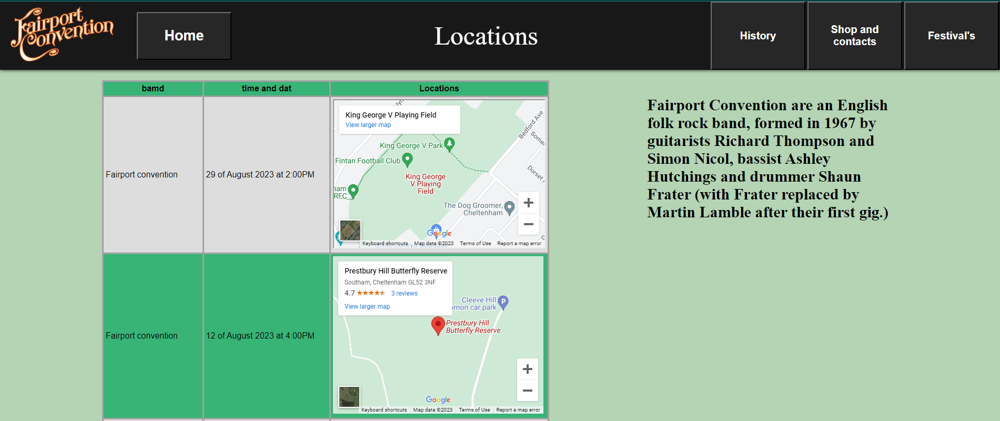 Fairport
Convention
Home
Locations
History
Shop and
contacts
Festival's
bamd
time and dat
Locations
Fairport convention
29 of August 2023 at 2:00PM
King George V Playing Field
View larger map
Bedford Ave
King George V Park
Fintan Football Club
King George
V Playing
Field
Dorset
REC
The Dog Groomer,
Cheltenham
Google
Keyboard shortcuts
Map data ©2023
Terms of Use
Report a map error
Fairport Convention are an English
folk rock band, formed in 1967 by
guitarists Richard Thompson and
Simon Nicol, bassist Ashley
Hutchings and drummer Shaun
Frater (with Frater replaced by
Martin Lamble after their first gig.)
Fairport convention
12 of August 2023 at 4:00PM
Prestbury Hill Butterfly Reserve
Southam, Cheltenham GL52 3NF
4.7
3 reviews
View larger map
Cleeve Hill
mon car park
P
Prestbury Hill
Butterfly Reserve
Google
Keyboard shortcuts
Map data ©2023
Terms of Use
Report a map error